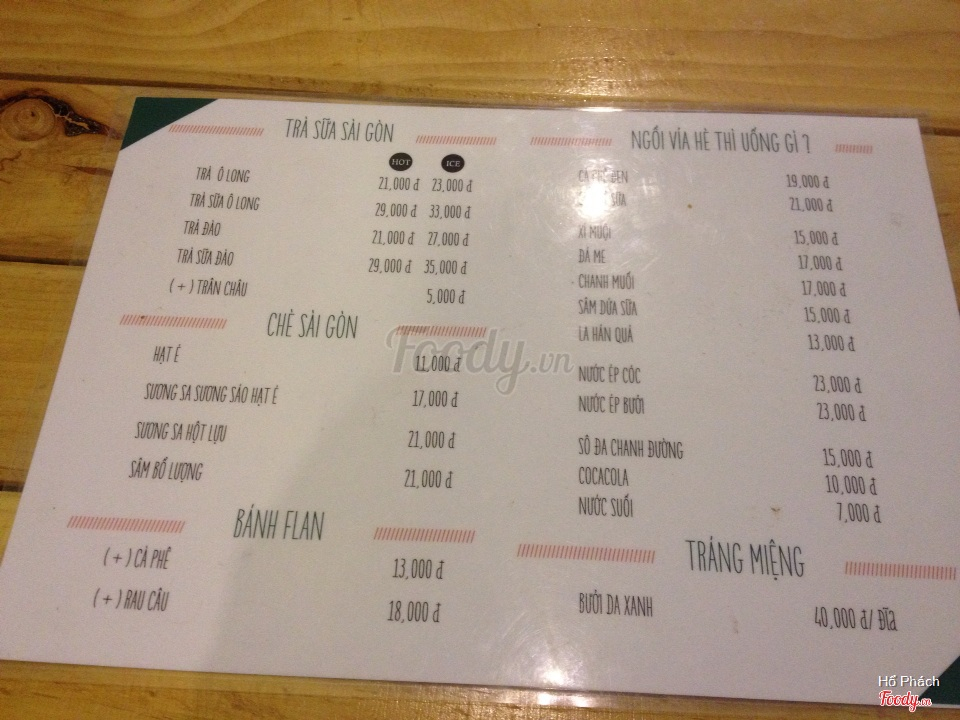 TRÀ SỮA SÀI GÒN
HOT ICE
TRÀ Ô LONG 21,000 đ 23,000 đ
TRÀ SỮA Ô LONG 29,000 đ 33,000 đ
TRÀ ĐÀO 21,000 đ 27,000 đ
TRÀ SỮA ĐÀO 29,000 đ 35,000 đ
(+) TRÂN CHÂU 5,000 đ
CHÈ SÀI GÒN
HẠT É 11,000 đ
SƯƠNG SA SƯƠNG SÁO HẠT É 17,000 đ
SƯƠNG SA HỘT LỰU 21,000 đ
SÂM BỔ LƯỢNG 21,000 đ
BÁNH FLAN
(+) CÀ PHÊ 13,000 đ
(+) RAU CÂU 18,000 đ
NGỒI VỈA HÈ THÌ UỐNG GÌ ?
19,000 đ
SỮA 21,000 đ
XÍ MUỘI 15,000 đ
ĐÁ ME 17,000 đ
CHANH MUỐI 17,000 đ
SÂM DỨA SỮA 15,000 đ
LA HÁN QUẢ 13,000 đ
NƯỚC ÉP CÓC 23,000 đ
NƯỚC ÉP BƯỞI 23,000 đ
SÔ ĐA CHANH ĐƯỜNG 15,000 đ
COCACOLA 10,000 đ
NƯỚC SUỐI 7,000 đ
TRÁNG MIỆNG
BƯỞI DA XANH 40,000 đ/ ĐĨA
Foody.vn
Hổ Phách
Foody.vn